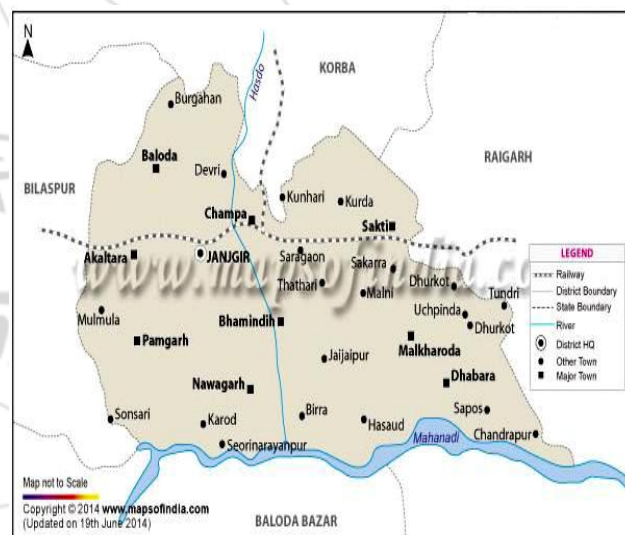 N
KORBA
Hasdo
Burgahan
RAIGARH
Baloda
Devri
BILASPUR
Kunhari
Kurda
Champa
Sakti
Akaltara
JANJGIR
Saragaon
Sakarra
www.mapsofindia.com
Thathari
Malni
Dhurkot
Tundri
Uchpinda
Dhurkot
Mulmula
Bhamindih
Pamgarh
Malkharoda
Jaijaipur
Dhabara
Nawagarh
Sonsari
Karod
Birra
Hasaud
Sapos
Seorinarayanpur
Mahanadi
Chandrapur
LEGEND
Railway
District Boundary
State Boundary
River
District HQ
Other Town
Major Town
Map not to Scale
Copyright © 2014 www.mapsofindia.com
(Updated on 19th June 2014)
BALODA BAZAR